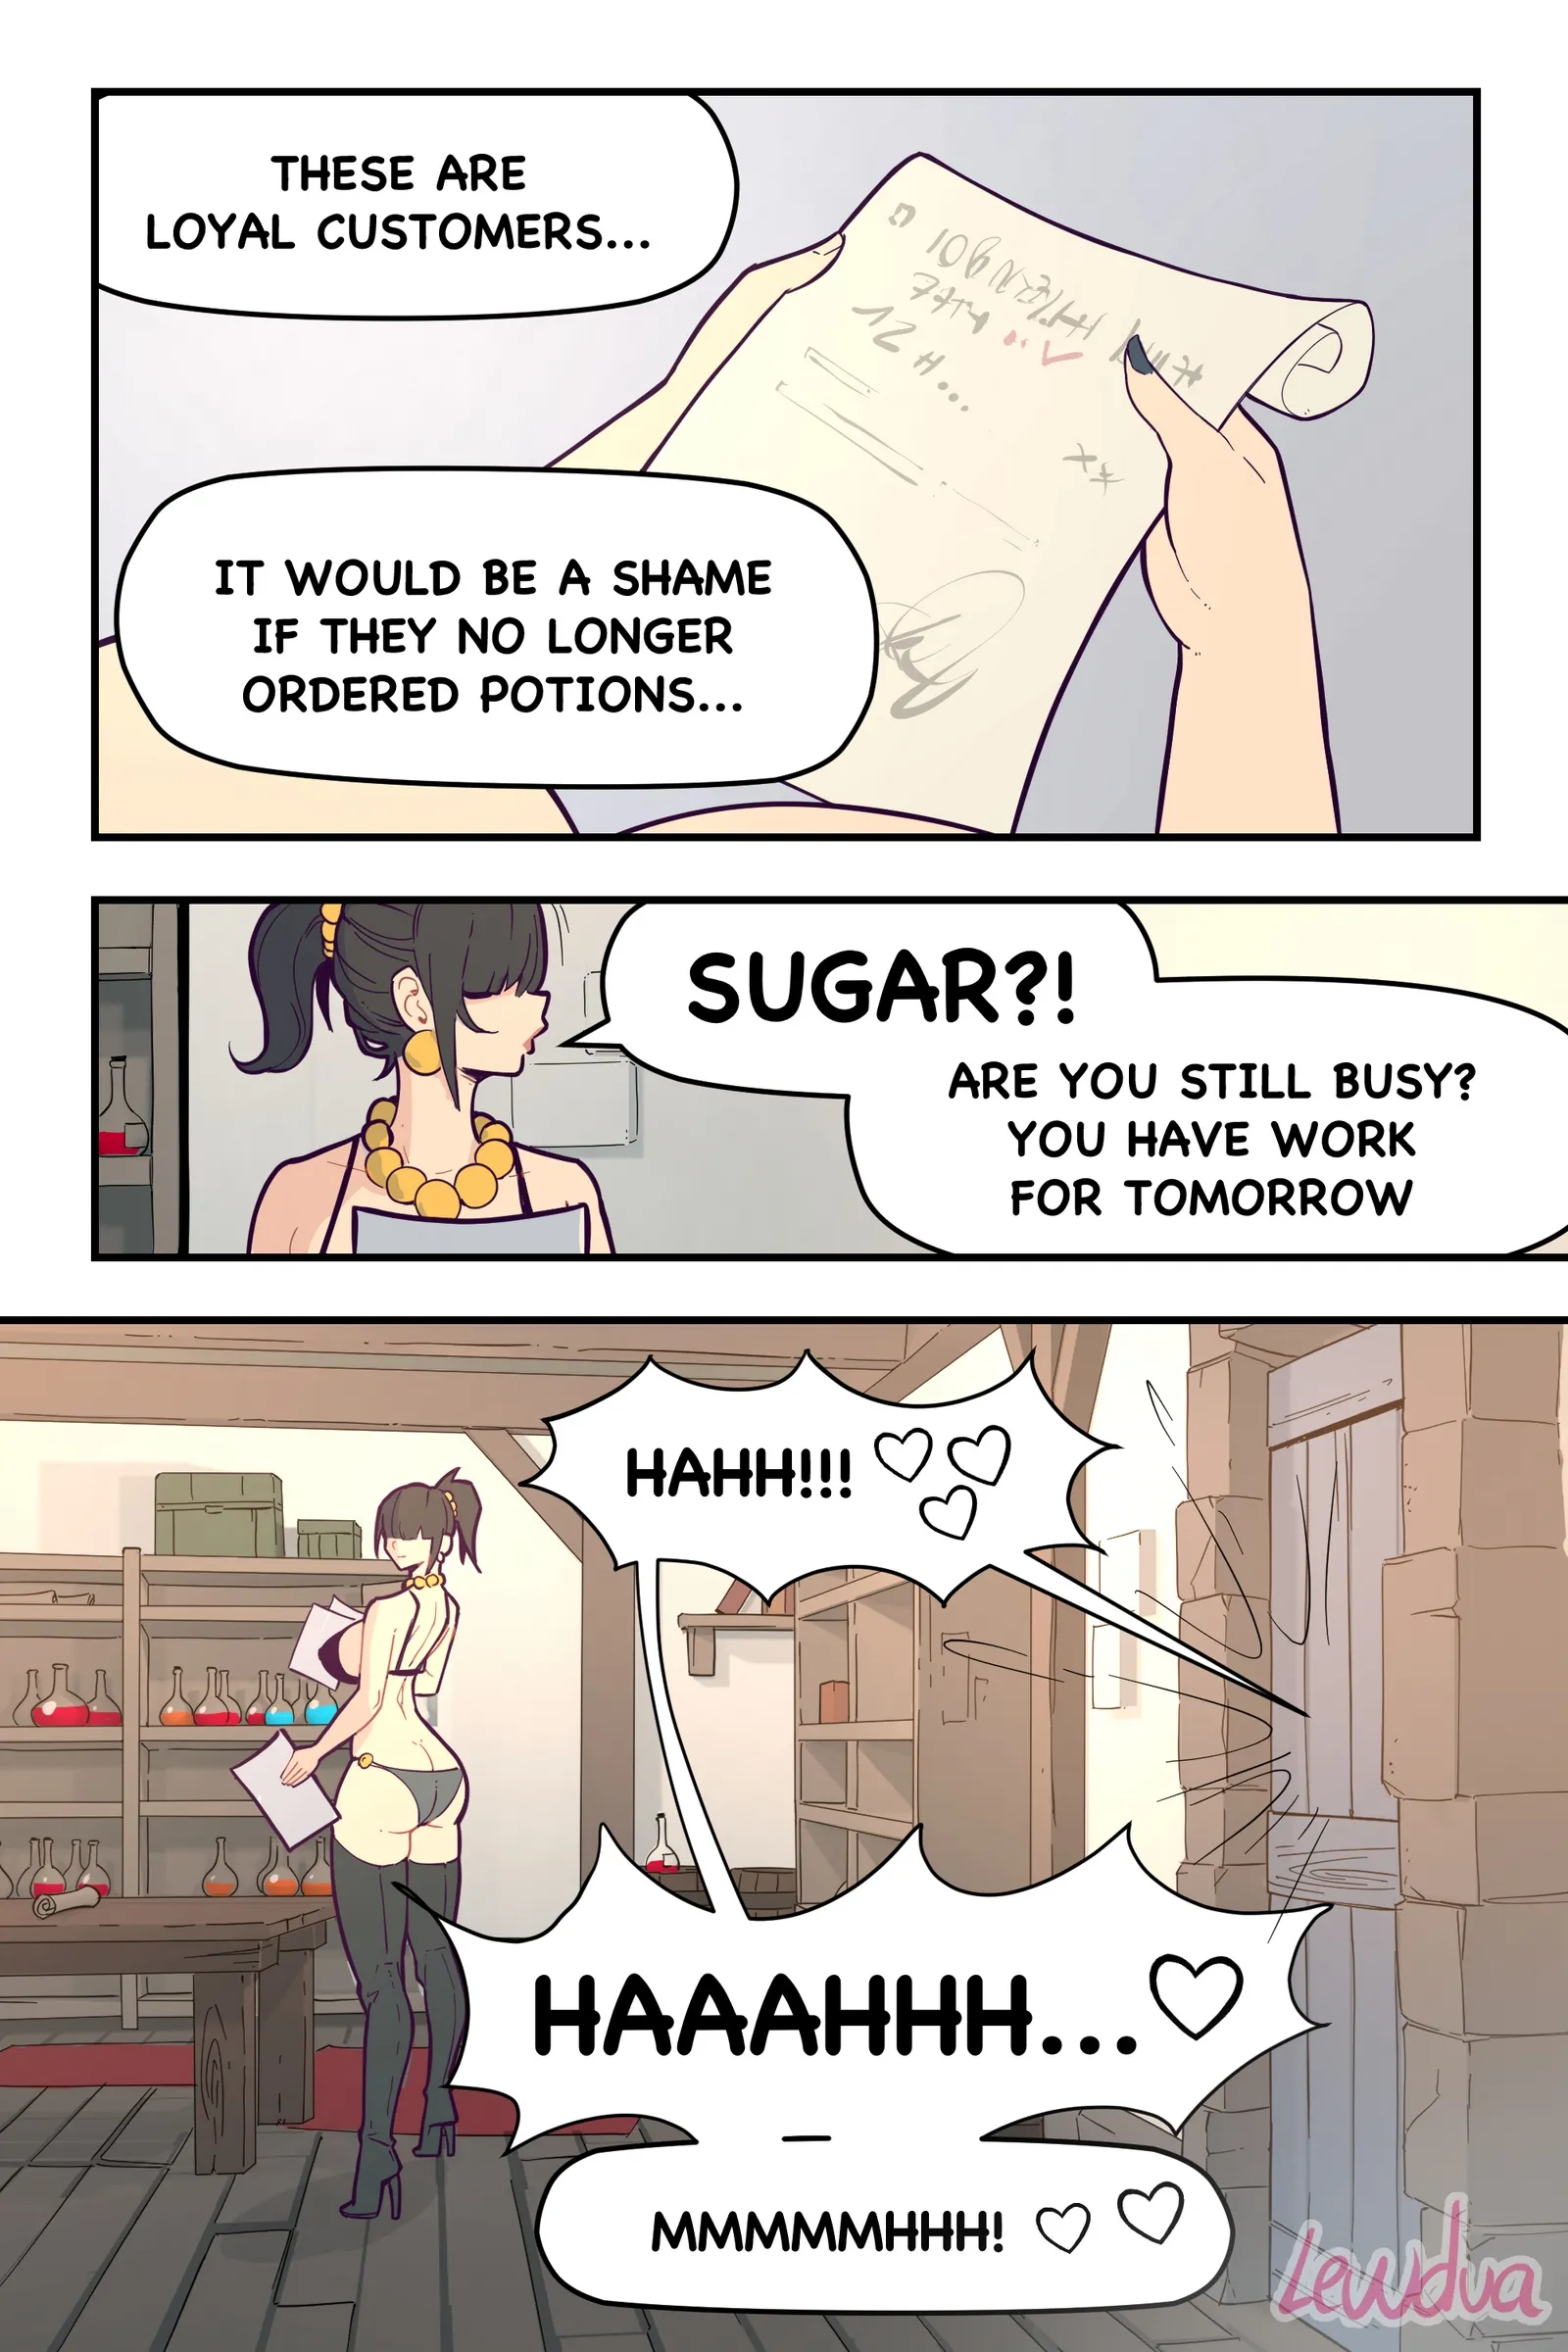 THESE ARE
LOYAL CUSTOMERS...
IT WOULD BE A SHAME
IF THEY NO LONGER
ORDERED POTIONS...
SUGAR?!
ARE YOU STILL BUSY?
YOU HAVE WORK
FOR TOMORROW
HAHH!!! ♡♡♡
HAAAHHH...♡
MMMMMHHH! ♡♡
Lewdua